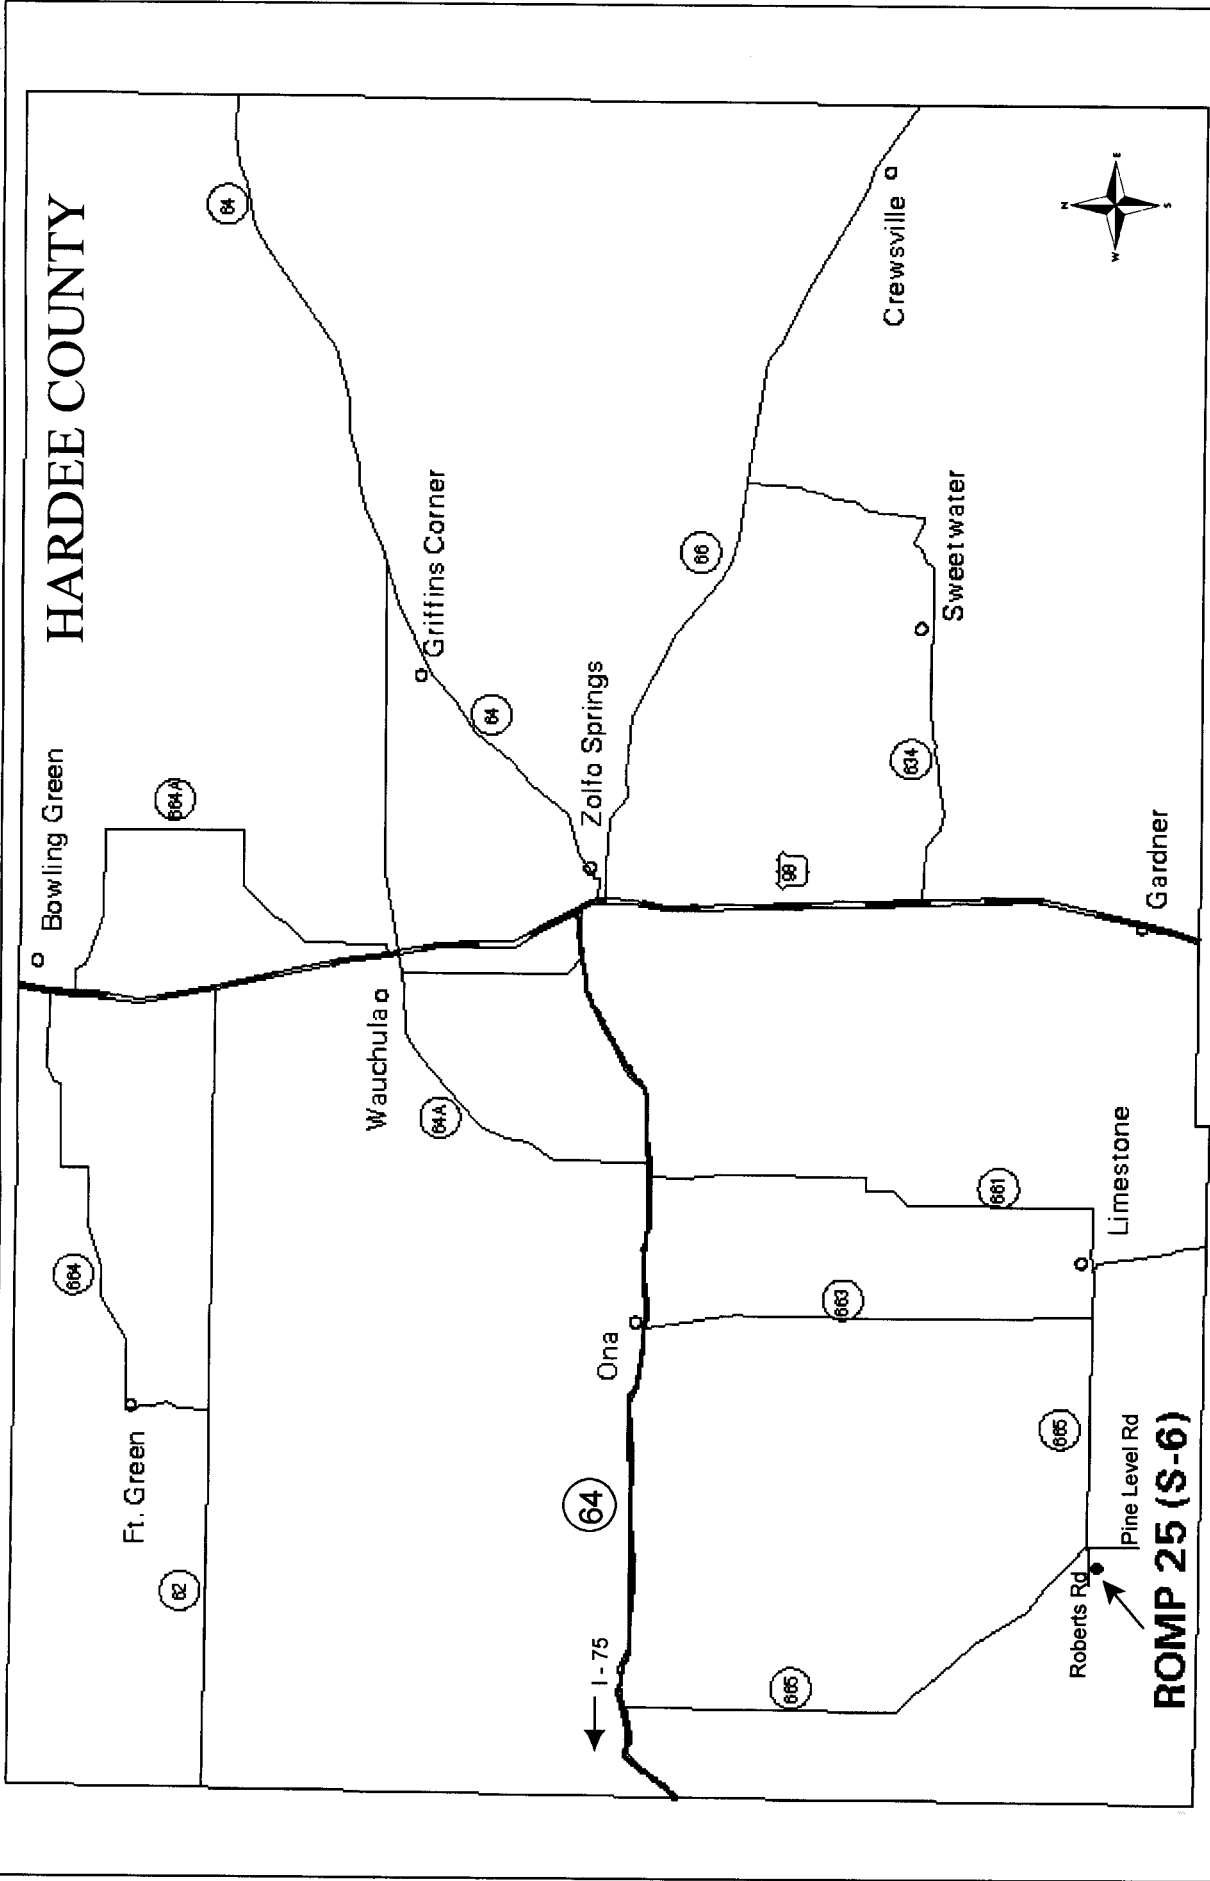 HARDEE COUNTY
Bowling Green
664
664A
Ft. Green
62
64
Wauchula
64A
Griffins Corner
64
I - 75
64
Ona
Zolfo Springs
66
665
98
663
Crewsville
634
Sweetwater
661
665
Roberts Rd
Limestone
Pine Level Rd
Gardner
ROMP 25 (S-6)
N
W
E
S